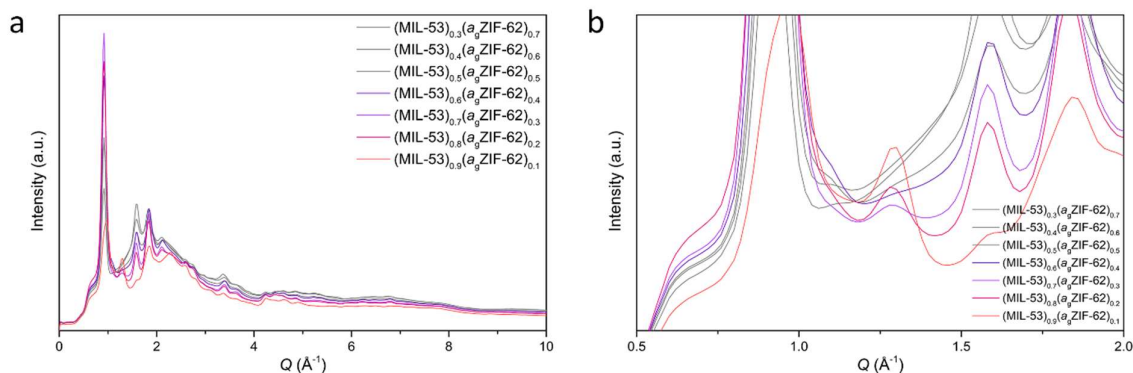 a
(MIL-53)0.3(agZIF-62)0.7
(MIL-53)0.4(agZIF-62)0.6
(MIL-53)0.5(agZIF-62)0.5
(MIL-53)0.6(agZIF-62)0.4
(MIL-53)0.7(agZIF-62)0.3
(MIL-53)0.8(agZIF-62)0.2
(MIL-53)0.9(agZIF-62)0.1
Intensity (a.u.)
0 2 4 6 8 10
Q (Å-1)
b
Intensity (a.u.)
(MIL-53)0.3(agZIF-62)0.7
(MIL-53)0.4(agZIF-62)0.6
(MIL-53)0.5(agZIF-62)0.5
(MIL-53)0.6(agZIF-62)0.4
(MIL-53)0.7(agZIF-62)0.3
(MIL-53)0.8(agZIF-62)0.2
(MIL-53)0.9(agZIF-62)0.1
0.5 1.0 1.5 2.0
Q (Å-1)